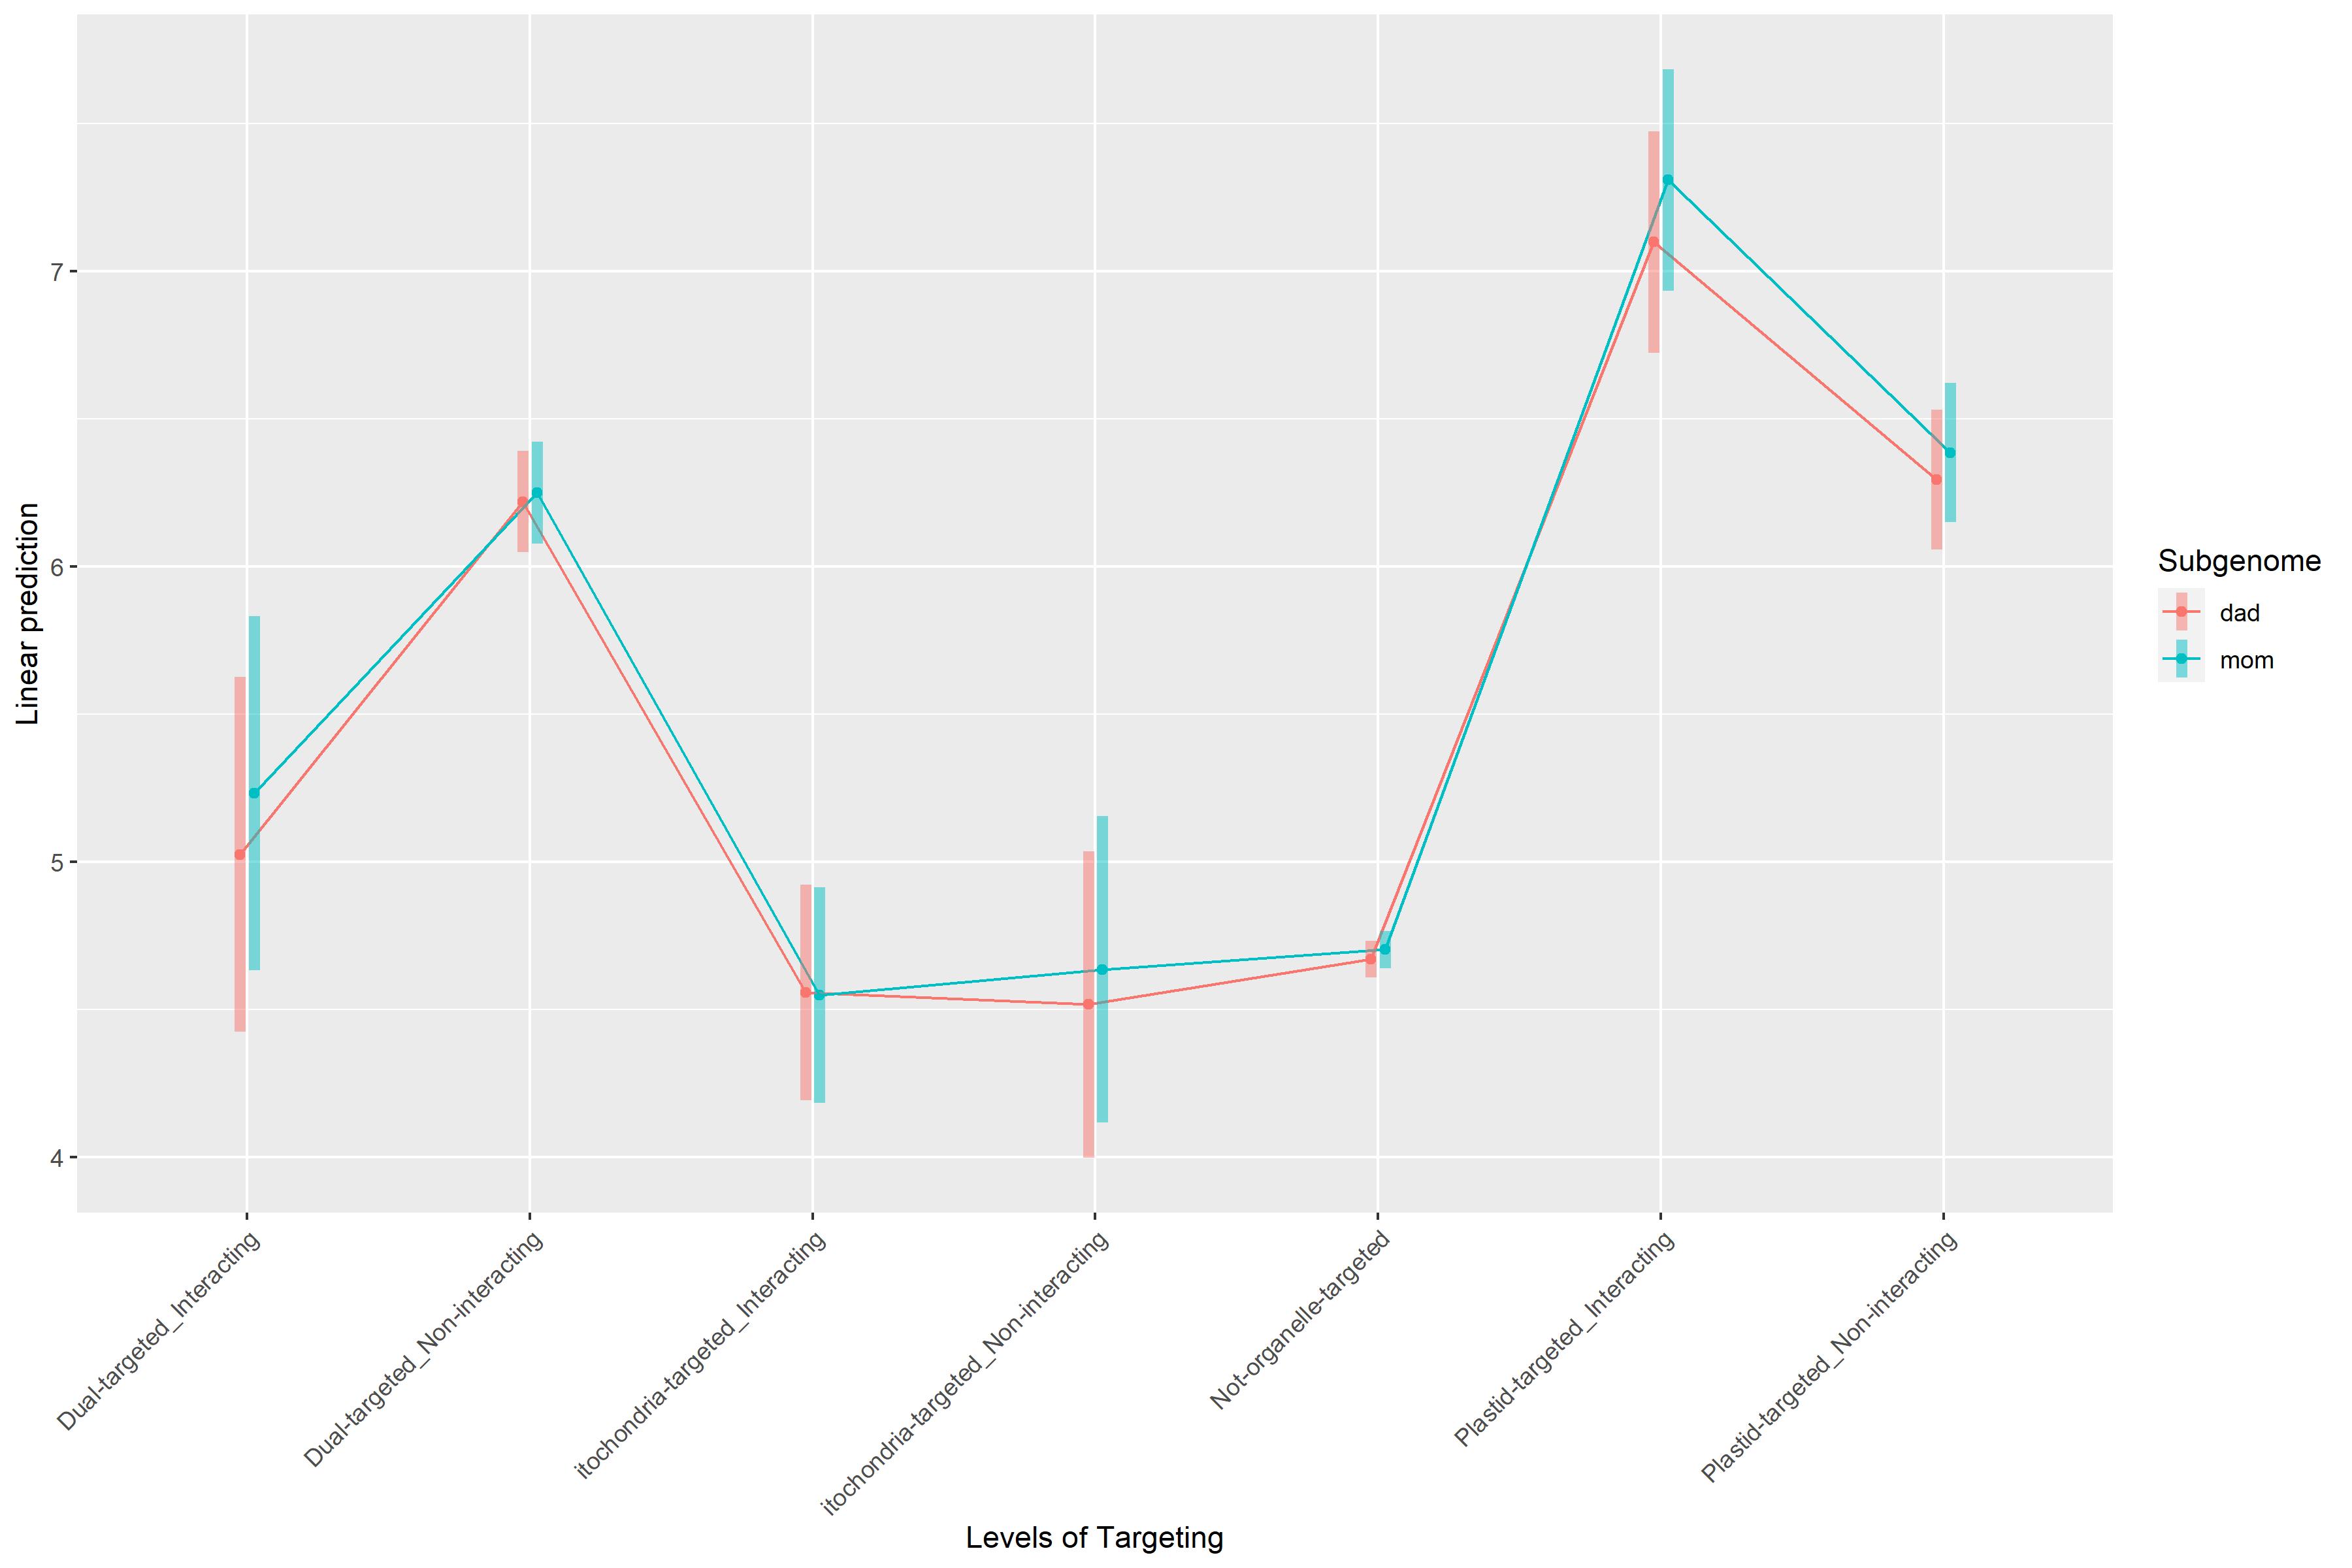 Linear prediction
7
6
5
4
Dual-targeted_Interacting
Dual-targeted_Non-interacting
itochondria-targeted_Interacting
itochondria-targeted_Non-interacting
Not-organelle-targeted
Plastid-targeted_Interacting
Plastid-targeted_Non-interacting
Levels of Targeting
Subgenome
dad
mom